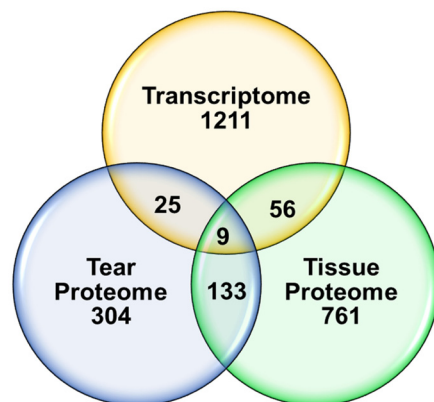 Transcriptome
1211
25
56
9
Tear
Proteome
304
133
Tissue
Proteome
761